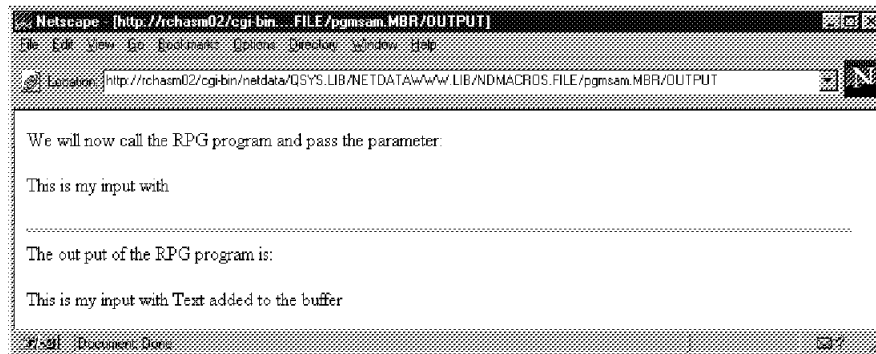 Netscape - [http://rchasm02/cgi-bin....FILE/pgmsam.MBR/OUTPUT]
File Edit View Go Bookmarks Options Directory Window Help
Location: http://rchasm02/cgi-bin/netdata/QSYS.LIB/NETDATAWWW.LIB/NDMACROS.FILE/pgmsam.MBR/OUTPUT
N
We will now call the RPG program and pass the parameter:
This is my input with
The out put of the RPG program is:
This is my input with Text added to the buffer
Document: Done